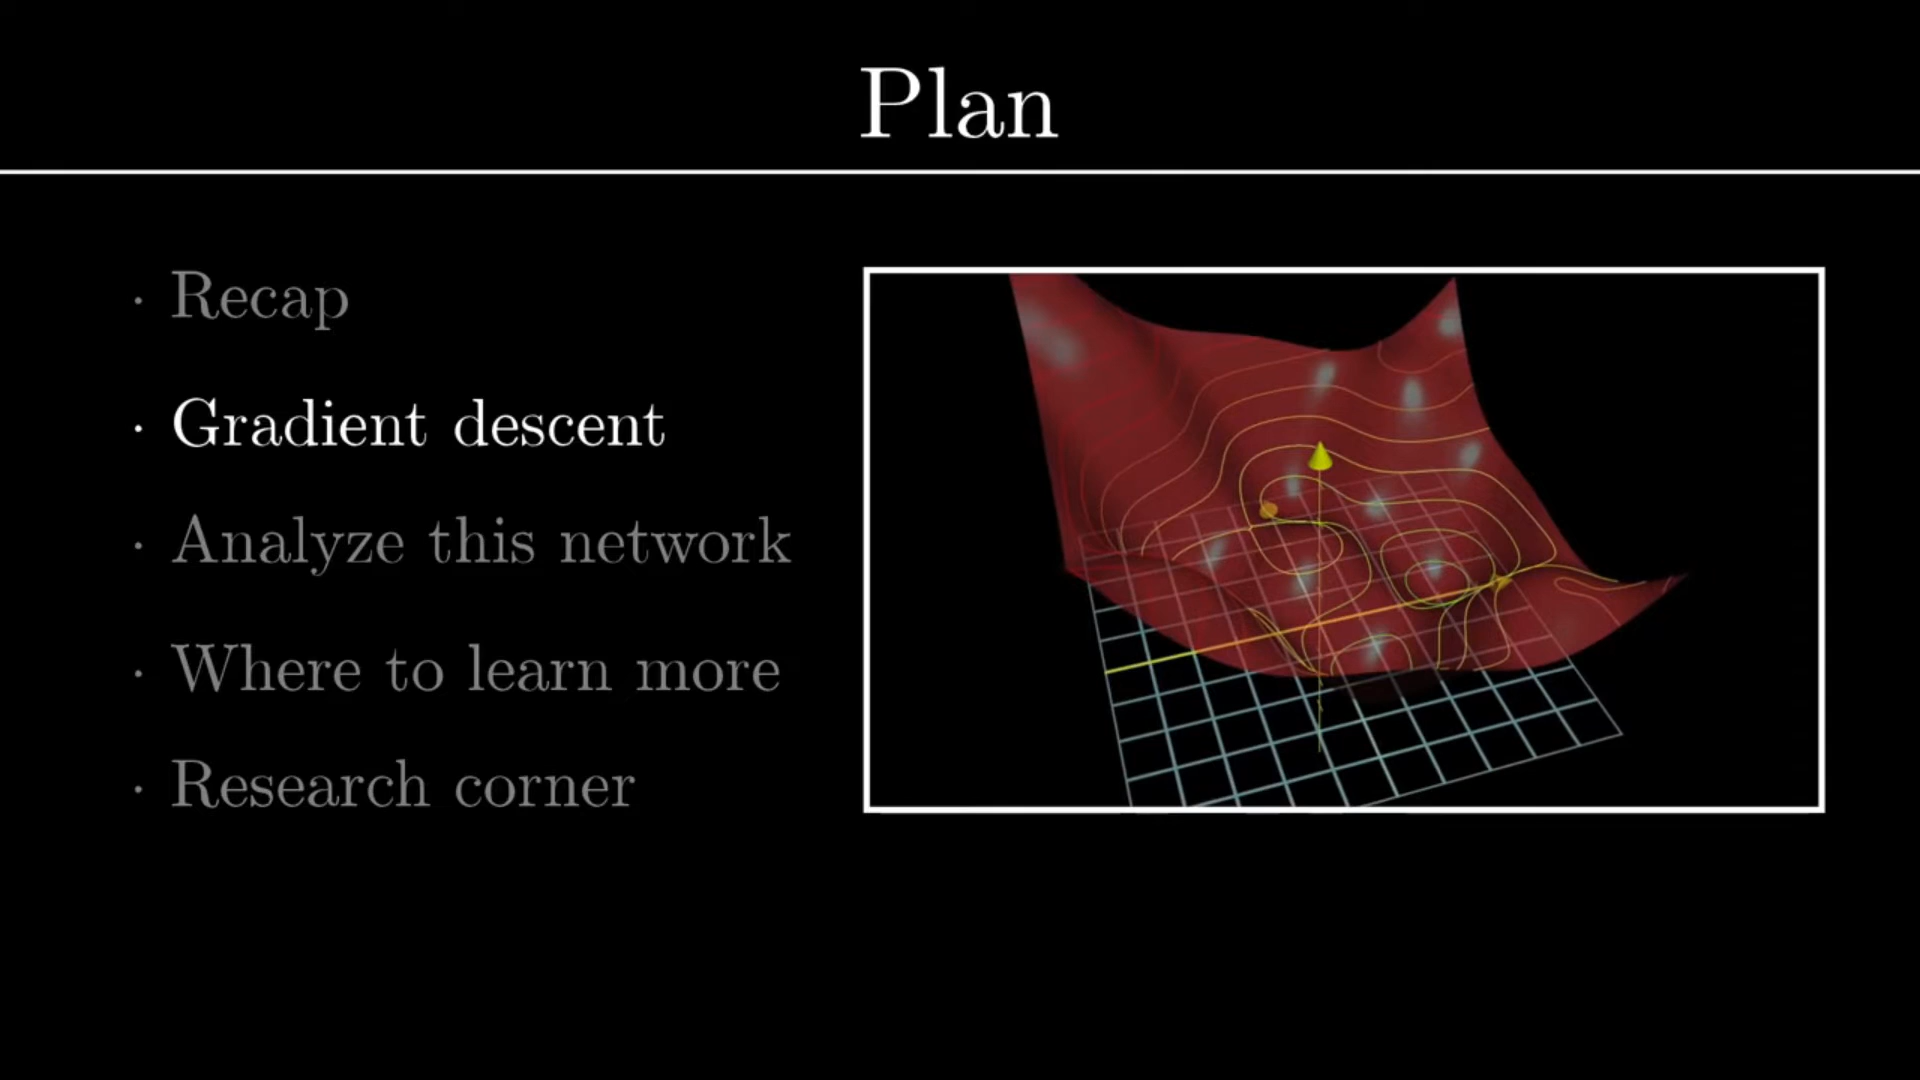 Plan
· Recap
· Gradient descent
· Analyze this network
· Where to learn more
· Research corner